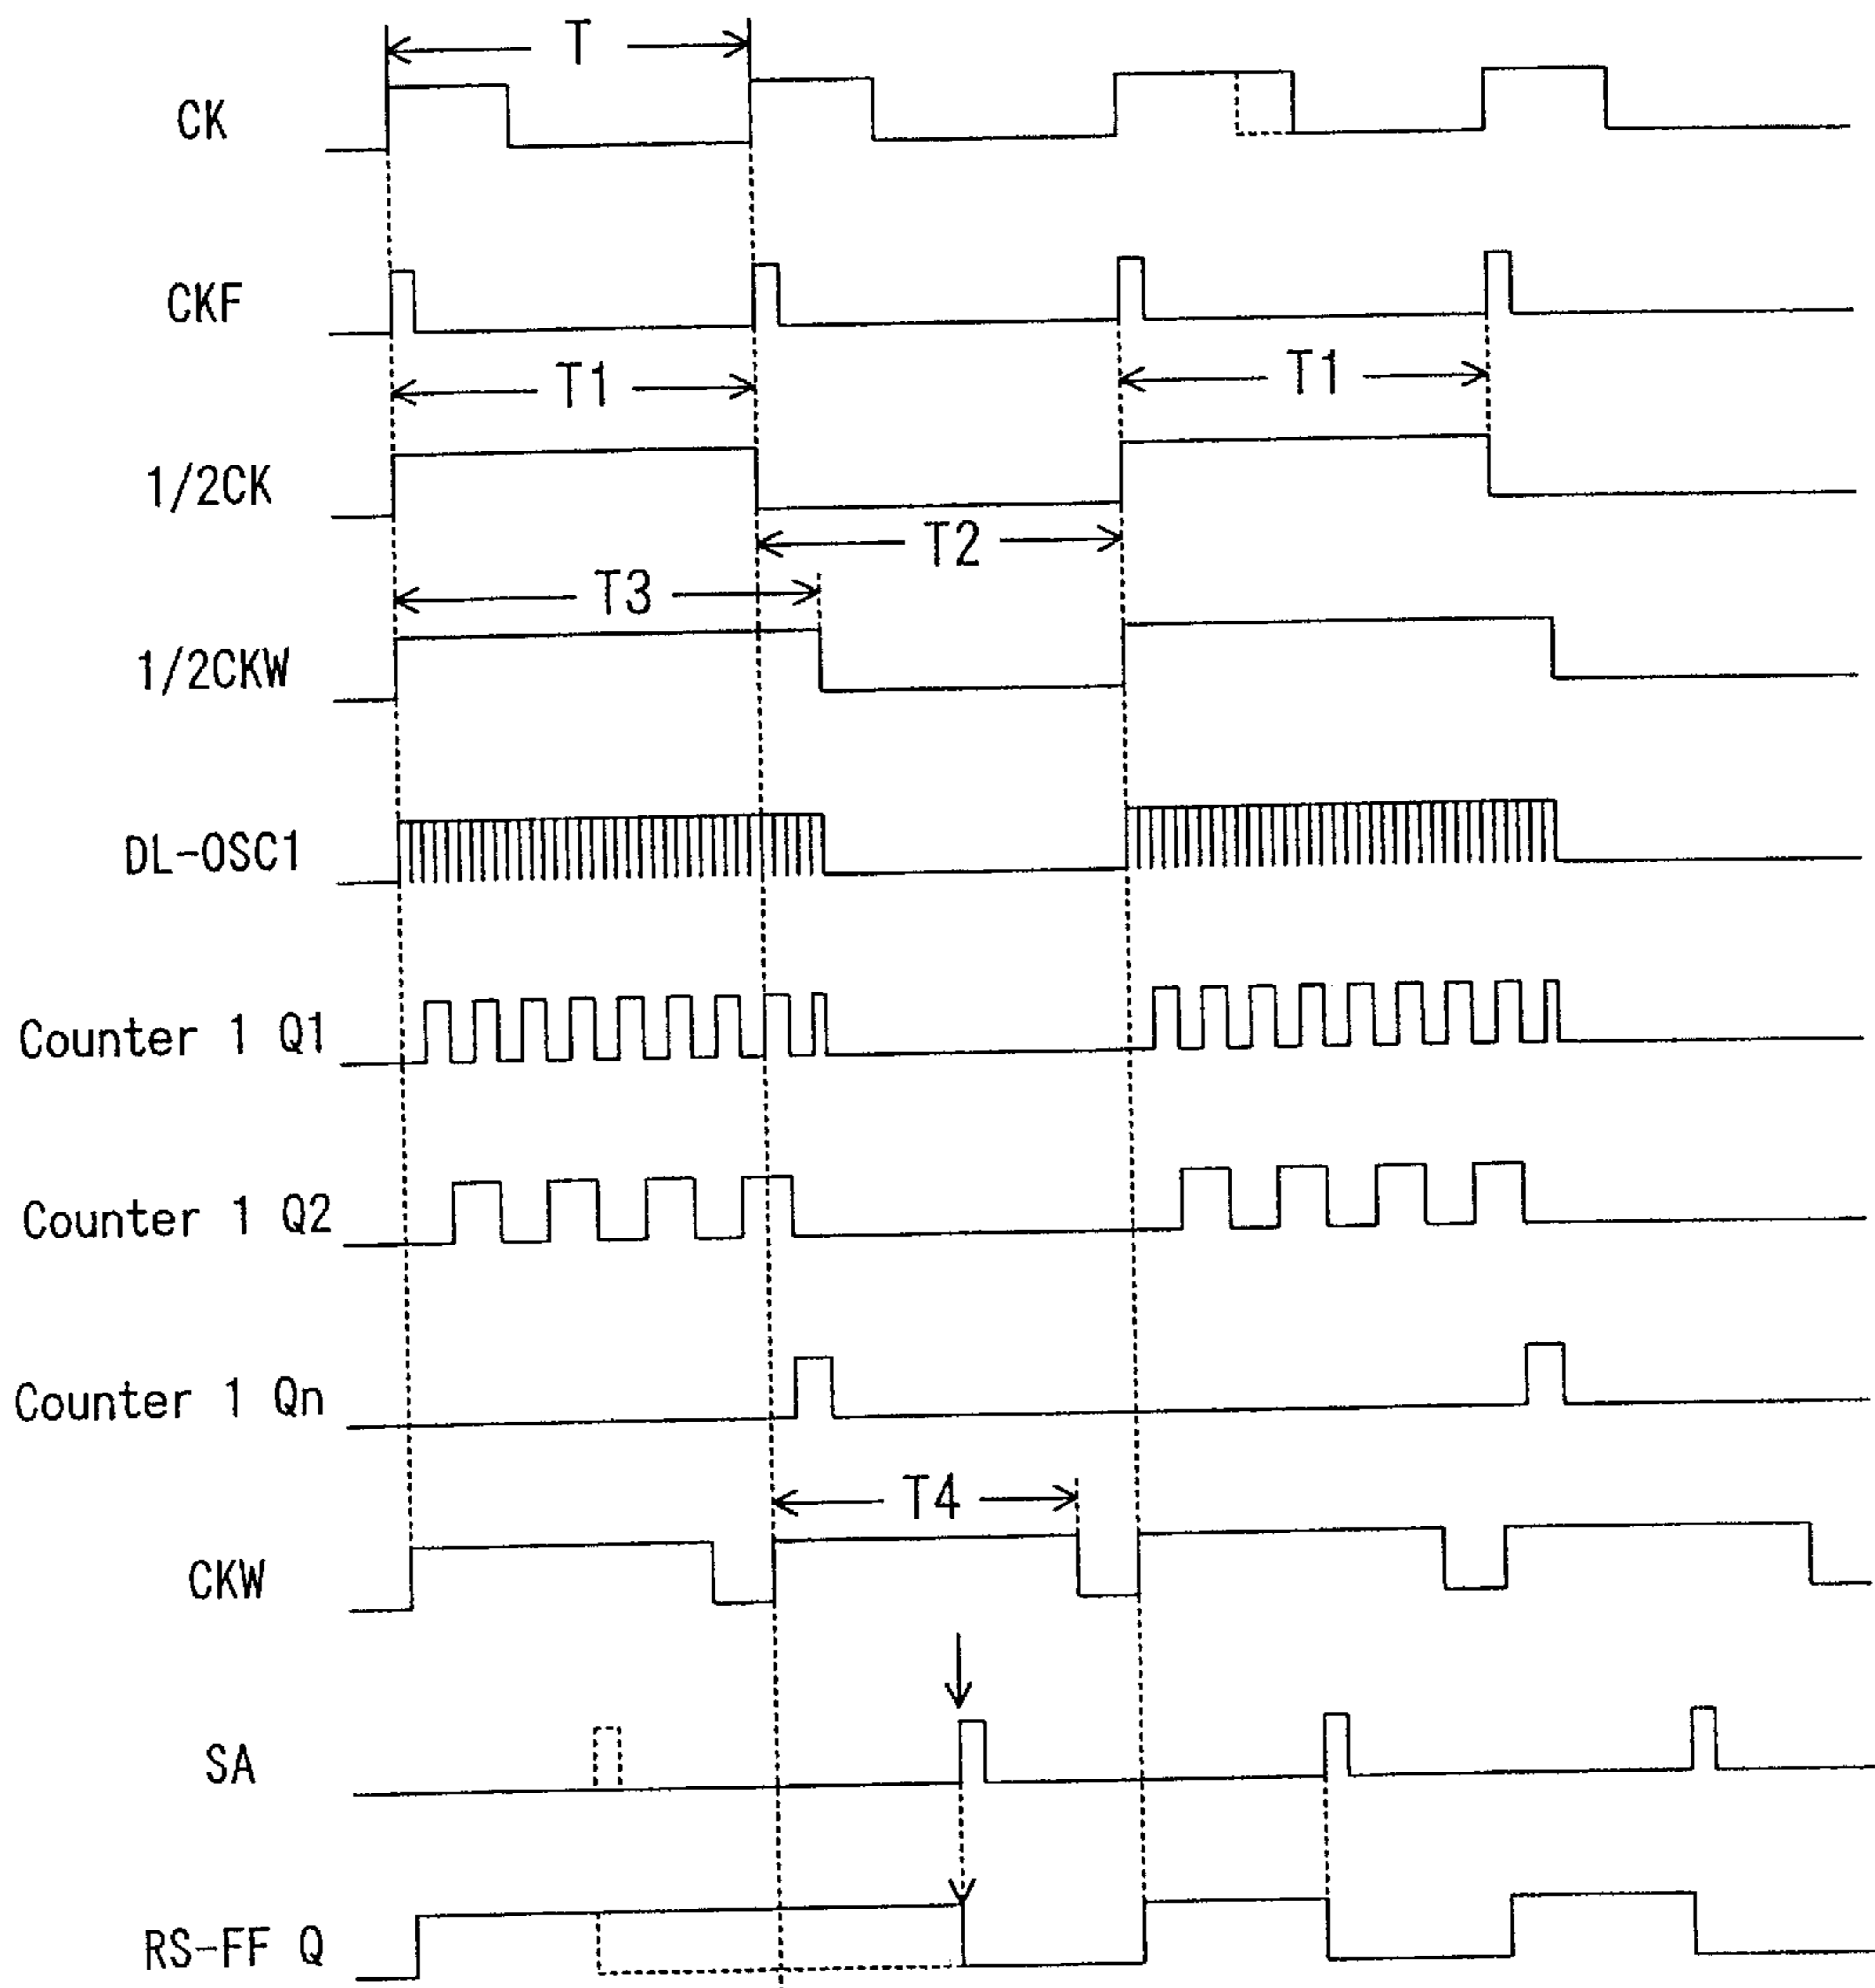 T
CK
CKF
T1
T1
1/2CK
T2
T3
1/2CKW
DL-OSC1
Counter 1 Q1
Counter 1 Q2
Counter 1 Qn
T4
CKW
SA
RS-FF Q